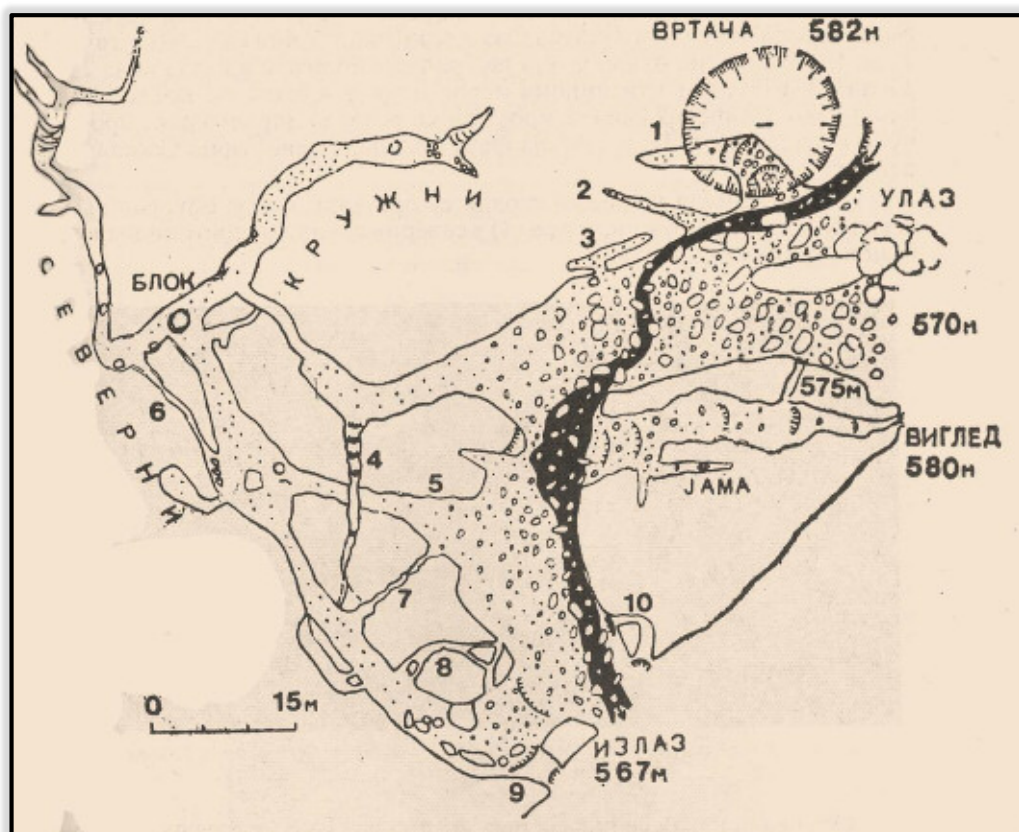 ВРТАЧА 582м
1
2
УЛАЗ
3
КРУЖНИ
БЛОК
СЕВЕРНИ
570м
575м
6
ВИГЛЕД
580м
4
5
ЈАМА
7
10
8
0 15м
ИЗЛАЗ
567м
9